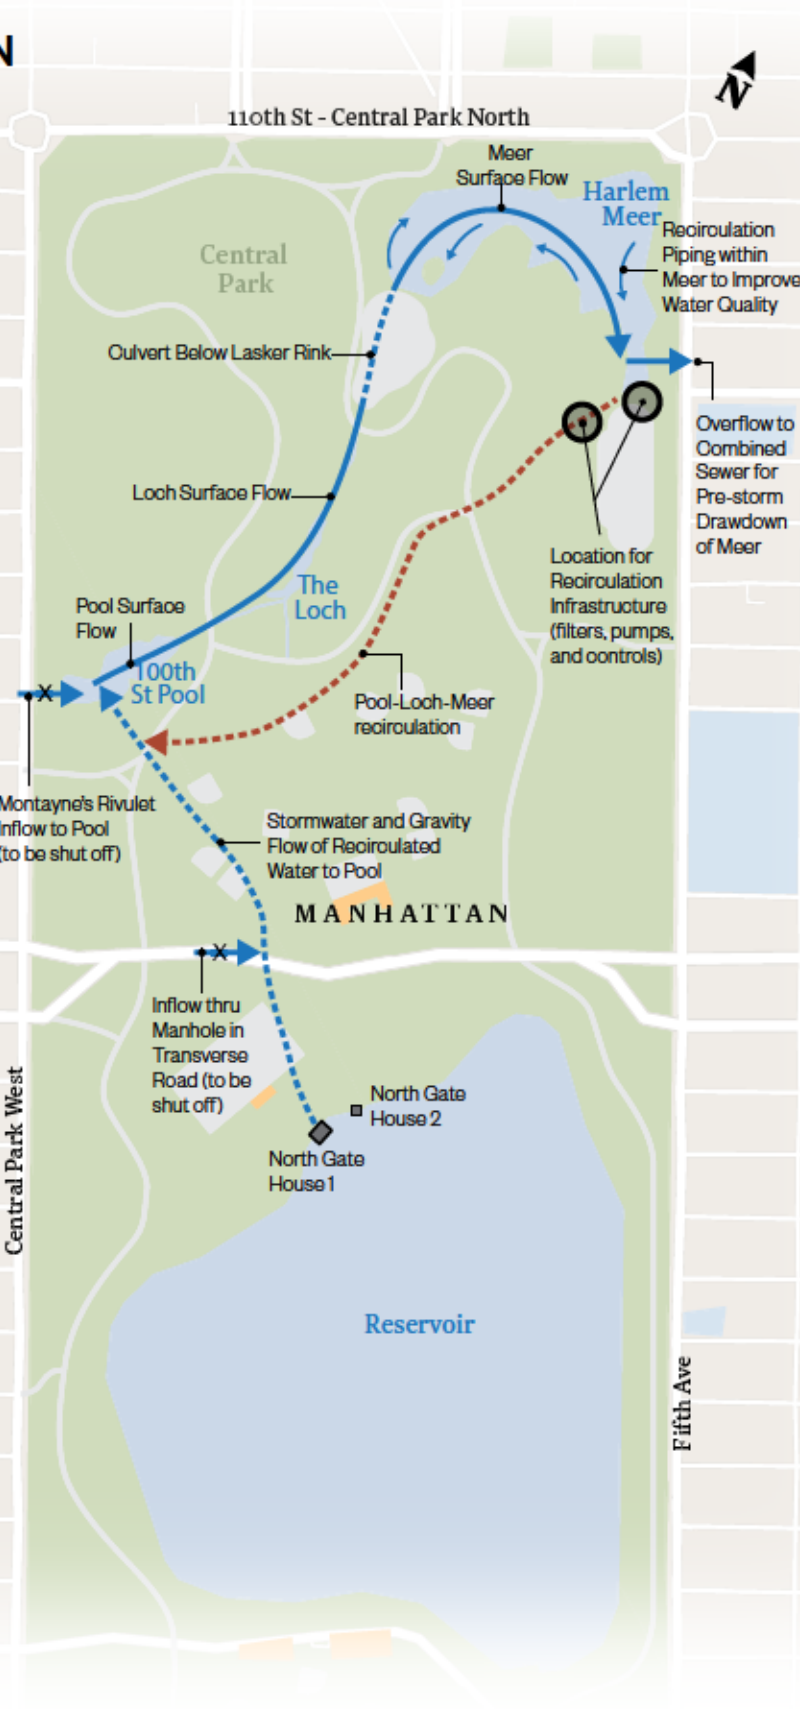 N
N
110th St - Central Park North
Meer
Surface Flow
Harlem
Meer
Recirculation
Piping within
Meer to Improve
Water Quality
Central
Park
Culvert Below Lasker Rink
Overflow to
Combined
Sewer for
Pre-storm
Drawdown
of Meer
Loch Surface Flow
Location for
Recirculation
Infrastructure
(filters, pumps,
and controls)
The
Loch
Pool Surface
Flow
100th
St Pool
X
Pool-Loch-Meer
recirculation
Montayne's Rivulet
Inflow to Pool
(to be shut off)
Stormwater and Gravity
Flow of Recirculated
Water to Pool
MANHATTAN
X
Inflow thru
Manhole in
Transverse
Road (to be
shut off)
North Gate
House 2
North Gate
House 1
Central Park West
Reservoir
Fifth Ave